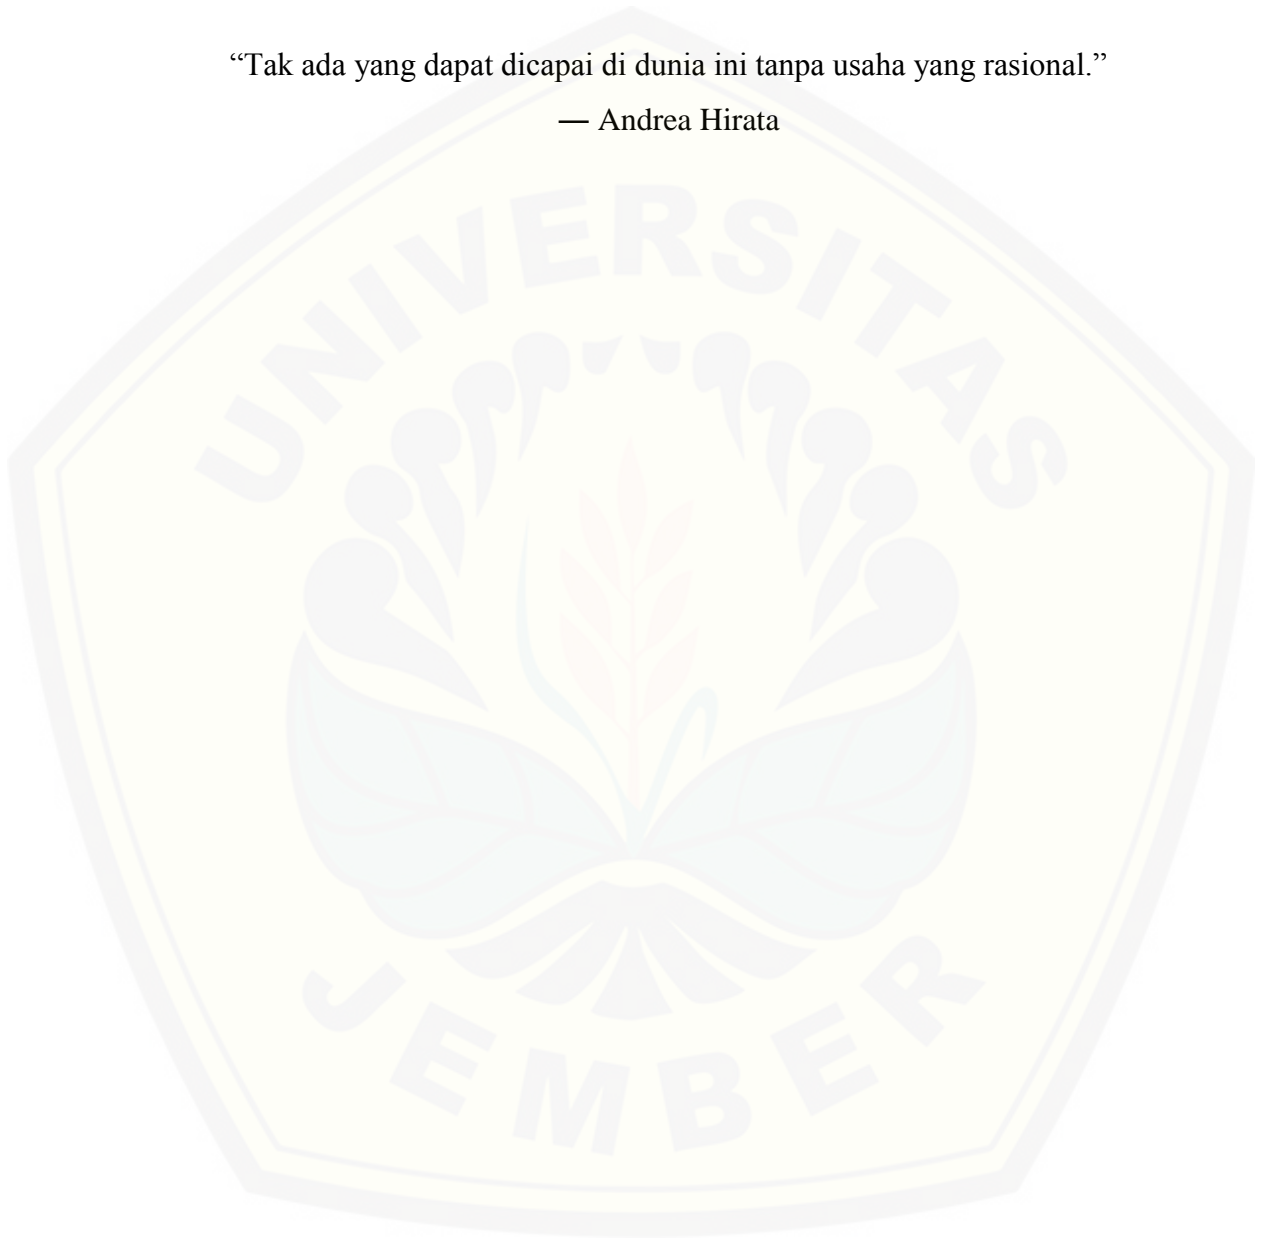 “Tak ada yang dapat dicapai di dunia ini tanpa usaha yang rasional.”
― Andrea Hirata
UNIVERSITAS
JEMBER